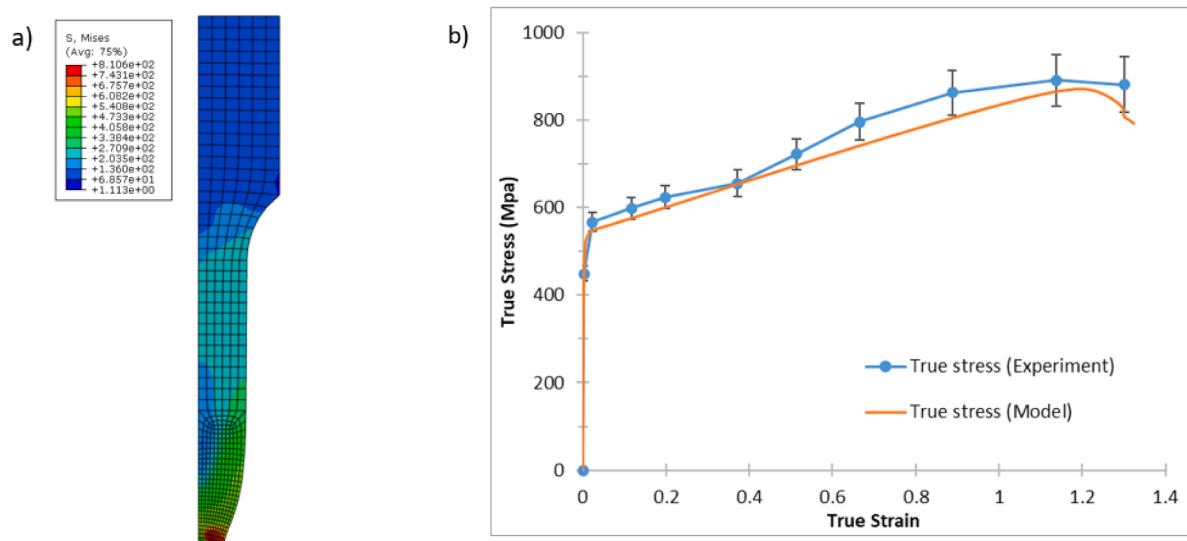 a)
S, Mises
(Avg: 75%)
+8.106e+02
+7.431e+02
+6.757e+02
+6.082e+02
+5.408e+02
+4.733e+02
+4.058e+02
+3.384e+02
+2.709e+02
+2.035e+02
+1.360e+02
+6.857e+01
+1.113e+00
b)
True Stress (Mpa)
1000
800
600
400
200
0
True stress (Experiment)
True stress (Model)
0
0.2
0.4
0.6
0.8
1
1.2
1.4
True Strain